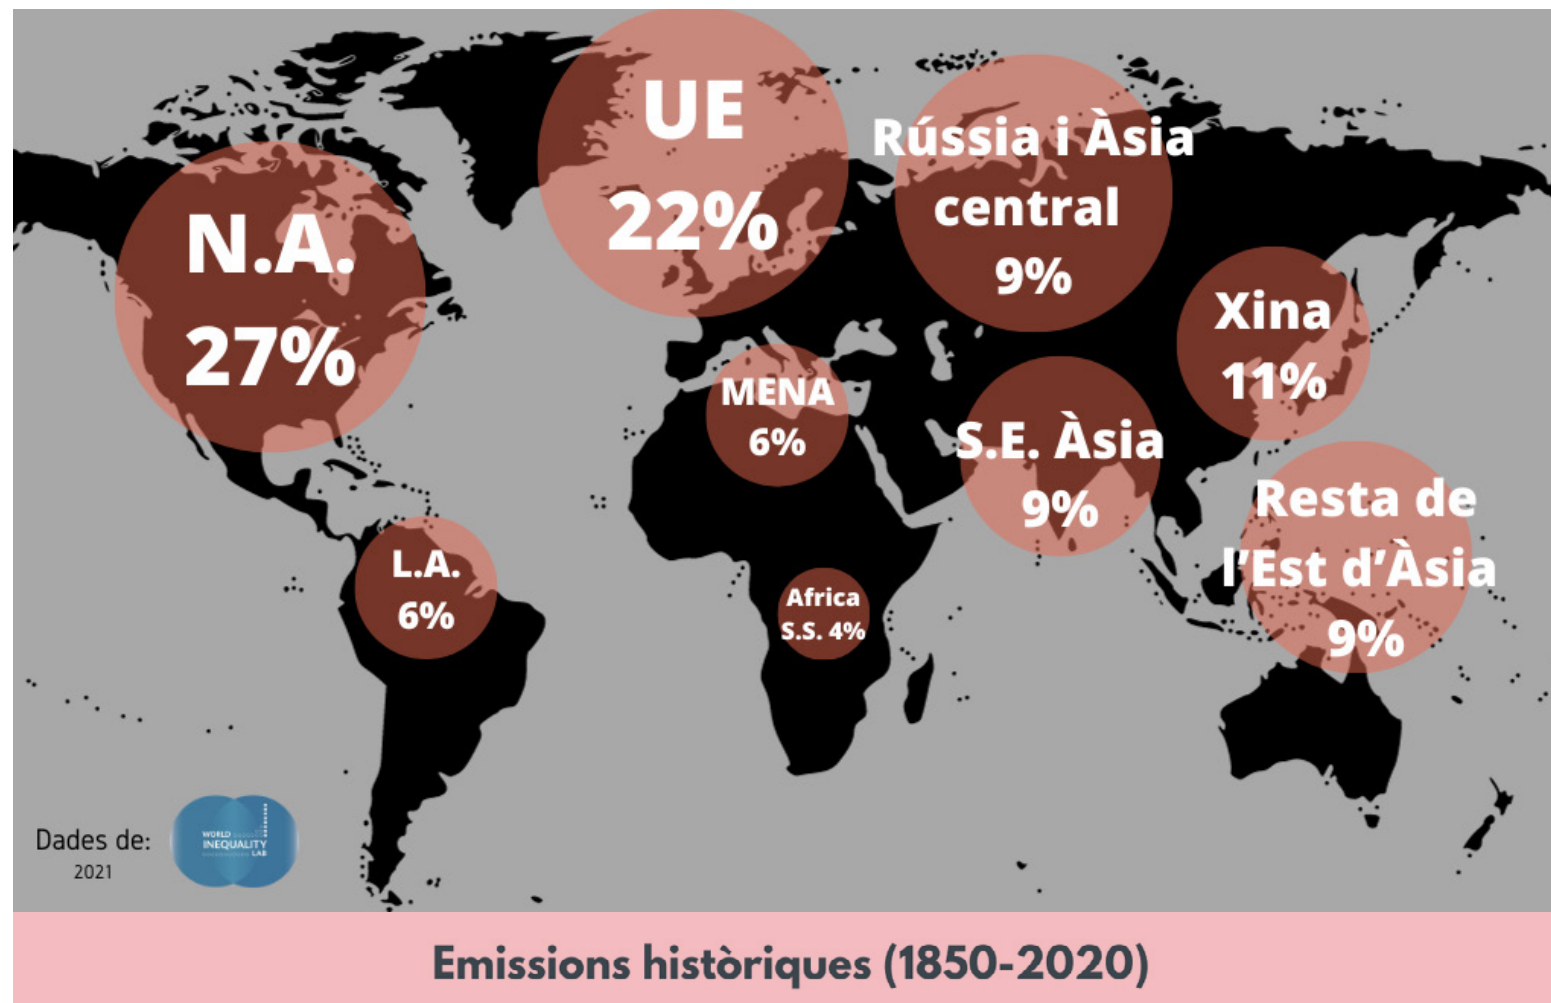 UE
22%
Rússia i Àsia
central
9%
N.A.
27%
Xina
11%
MENA
6%
S.E. Àsia
9%
Resta de
l'Est d'Àsia
9%
L.A.
6%
Africa
S.S. 4%
Dades de:
2021
WORLD
INEQUALITY
LAB
Emissions històriques (1850-2020)